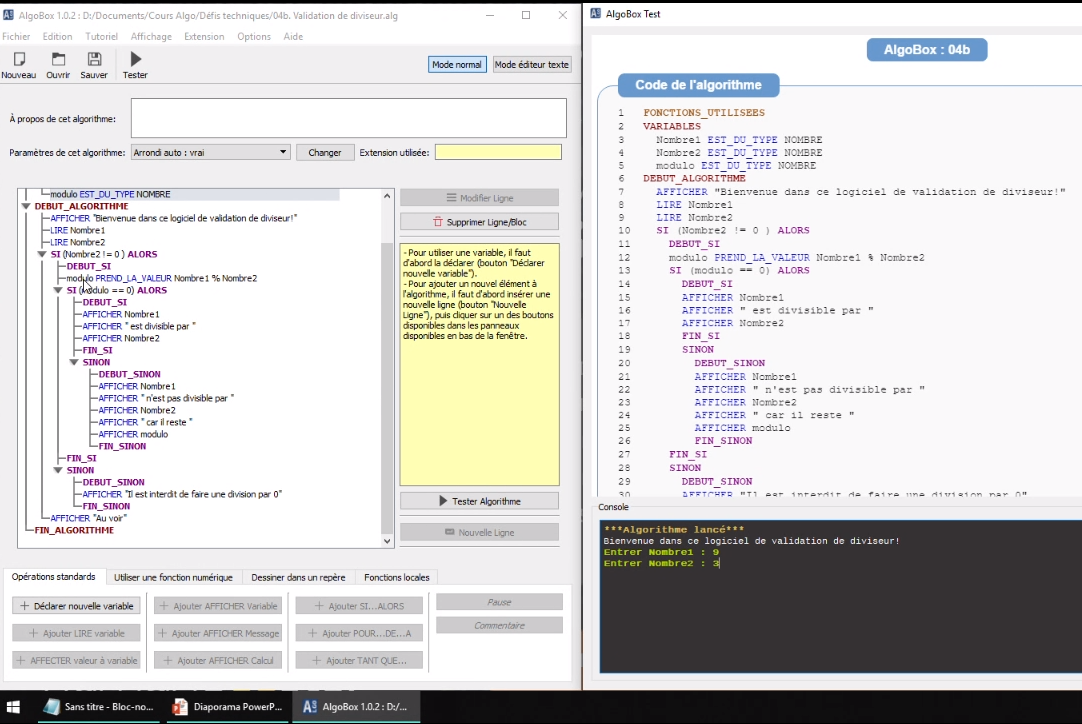 AlgoBox 1.0.2 : D:/Documents/Cours Algo/Défis techniques/04b. Validation de diviseur.alg
Fichier Edition Tutoriel Affichage Extension Options Aide
Nouveau Ouvrir Sauver Tester
Mode normal Mode éditeur texte
À propos de cet algorithme:
Paramètres de cet algorithme: Arrondi auto : vrai Changer Extension utilisée:
modulo EST_DU_TYPE NOMBRE
DEBUT_ALGORITHME
AFFICHER "Bienvenue dans ce logiciel de validation de diviseur!"
LIRE Nombre1
LIRE Nombre2
SI (Nombre2 != 0 ) ALORS
DEBUT_SI
modulo PREND_LA_VALEUR Nombre1 % Nombre2
SI (modulo == 0) ALORS
DEBUT_SI
AFFICHER Nombre1
AFFICHER " est divisible par "
AFFICHER Nombre2
FIN_SI
SINON
DEBUT_SINON
AFFICHER Nombre1
AFFICHER " n'est pas divisible par "
AFFICHER Nombre2
AFFICHER " car il reste "
AFFICHER modulo
FIN_SINON
FIN_SI
SINON
DEBUT_SINON
AFFICHER "Il est interdit de faire une division par 0"
FIN_SINON
AFFICHER "Au voir"
FIN_ALGORITHME
Modifier Ligne
Supprimer Ligne/Bloc
- Pour utiliser une variable, il faut
d'abord la déclarer (bouton "Déclarer
nouvelle variable").
- Pour ajouter un nouvel élément à
l'algorithme, il faut d'abord insérer une
nouvelle ligne (bouton "Nouvelle
Ligne"), puis cliquer sur un des boutons
disponibles dans les panneaux
disponibles en bas de la fenêtre.
Tester Algorithme
Nouvelle Ligne
Opérations standards Utiliser une fonction numérique Dessiner dans un repère Fonctions locales
+ Déclarer nouvelle variable + Ajouter AFFICHER Variable + Ajouter SI...ALORS Pause
+ Ajouter LIRE variable + Ajouter AFFICHER Message + Ajouter POUR...DE...A Commentaire
+ AFFECTER valeur à variable + Ajouter AFFICHER Calcul + Ajouter TANT QUE...
AlgoBox Test
AlgoBox : 04b
Code de l'algorithme
1 FONCTIONS_UTILISEES
2 VARIABLES
3 Nombre1 EST_DU_TYPE NOMBRE
4 Nombre2 EST_DU_TYPE NOMBRE
5 modulo EST_DU_TYPE NOMBRE
6 DEBUT_ALGORITHME
7 AFFICHER "Bienvenue dans ce logiciel de validation de diviseur!"
8 LIRE Nombre1
9 LIRE Nombre2
10 SI (Nombre2 != 0 ) ALORS
11 DEBUT_SI
12 modulo PREND_LA_VALEUR Nombre1 % Nombre2
13 SI (modulo == 0) ALORS
14 DEBUT_SI
15 AFFICHER Nombre1
16 AFFICHER " est divisible par "
17 AFFICHER Nombre2
18 FIN_SI
19 SINON
20 DEBUT_SINON
21 AFFICHER Nombre1
22 AFFICHER " n'est pas divisible par "
23 AFFICHER Nombre2
24 AFFICHER " car il reste "
25 AFFICHER modulo
26 FIN_SINON
27 FIN_SI
28 SINON
29 DEBUT_SINON
30 AFFICHER "Il est interdit de faire une division par 0"
Console
***Algorithme lancé***
Bienvenue dans ce logiciel de validation de diviseur!
Entrer Nombre1 : 9
Entrer Nombre2 : 3
Sans titre - Bloc-no... Diaporama PowerP... AlgoBox 1.0.2 : D:/...